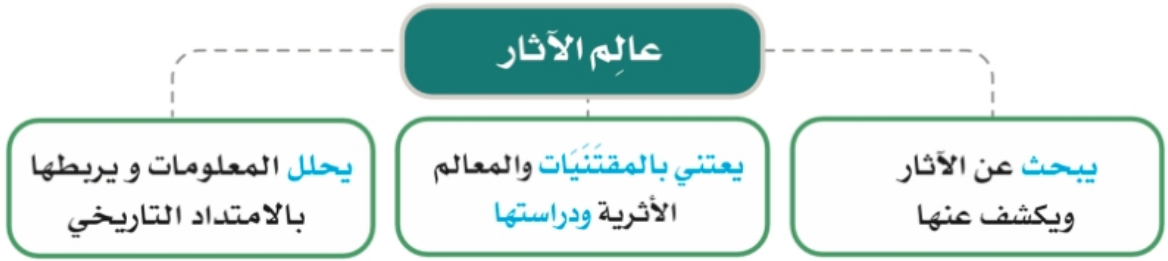 عالِم الآثار
يبحث عن الآثار
ويكشف عنها
يعتني بالمقتَنَيَات والمعالم
الأثرية ودراستها
يحلل المعلومات و يربطها
بالامتداد التاريخي